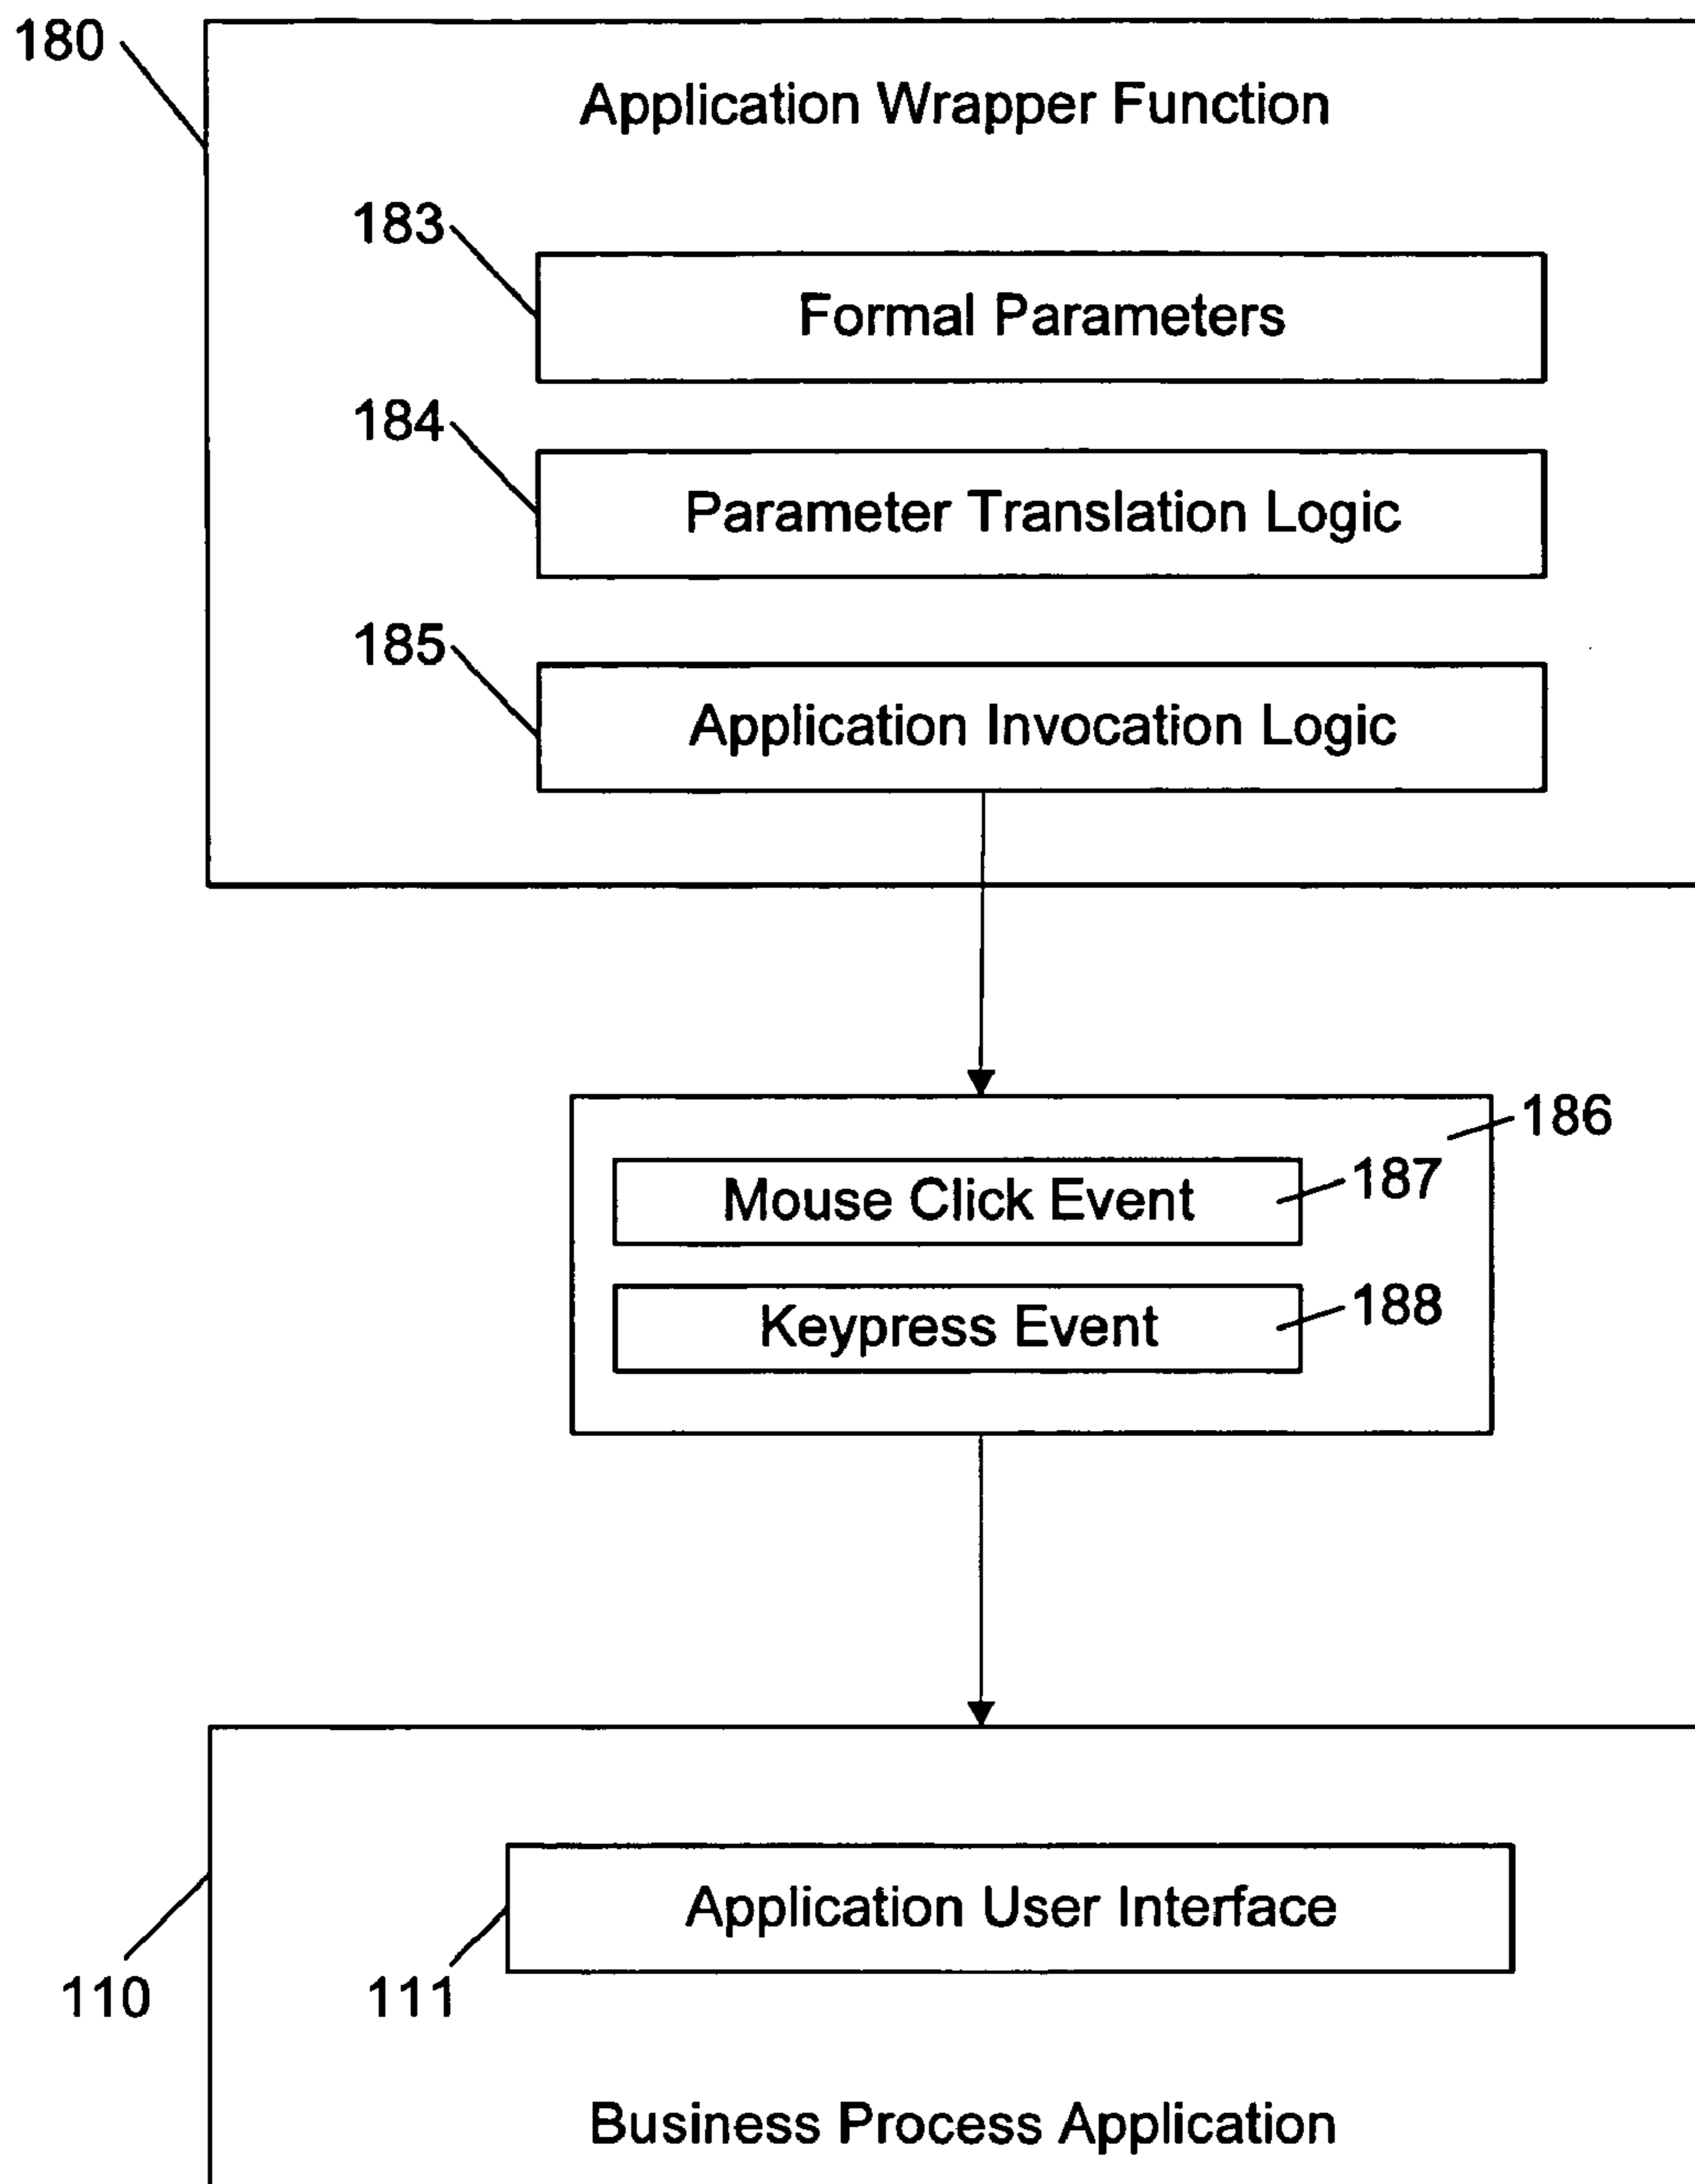 180
Application Wrapper Function
183
Formal Parameters
184
Parameter Translation Logic
185
Application Invocation Logic
186
Mouse Click Event
187
Keypress Event
188
Application User Interface
110
111
Business Process Application